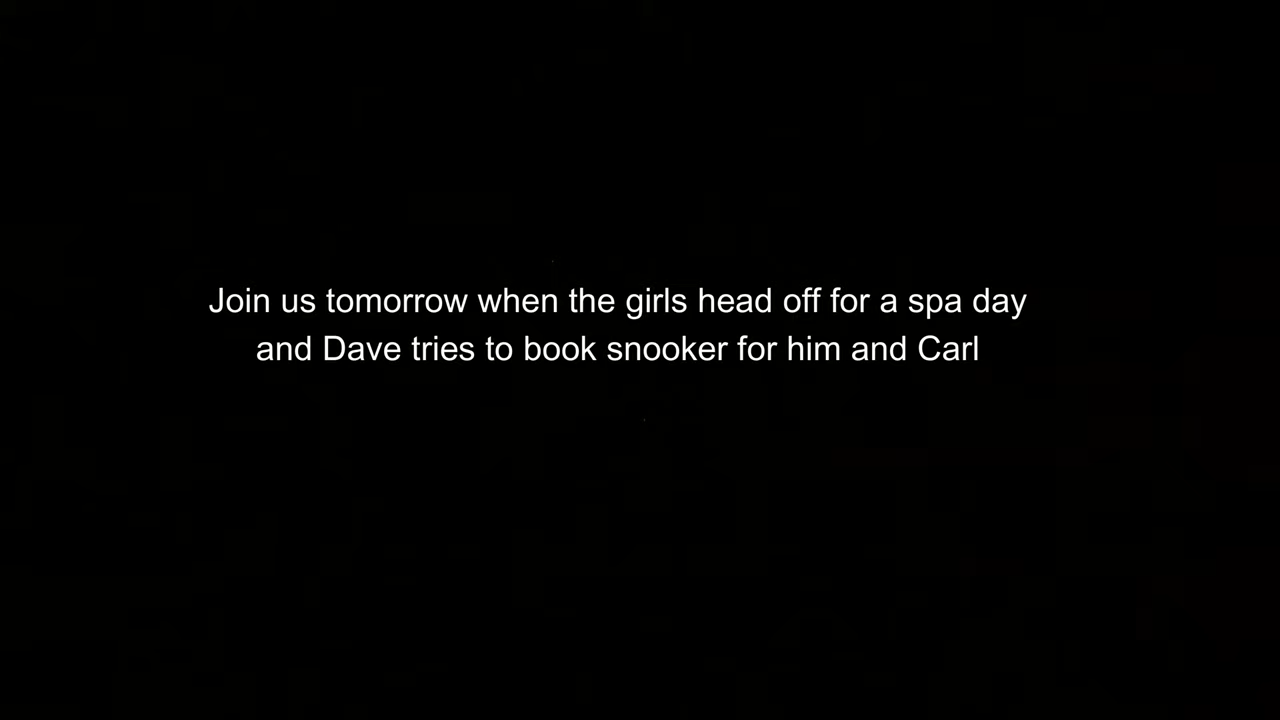 Join us tomorrow when the girls head off for a spa day
and Dave tries to book snooker for him and Carl